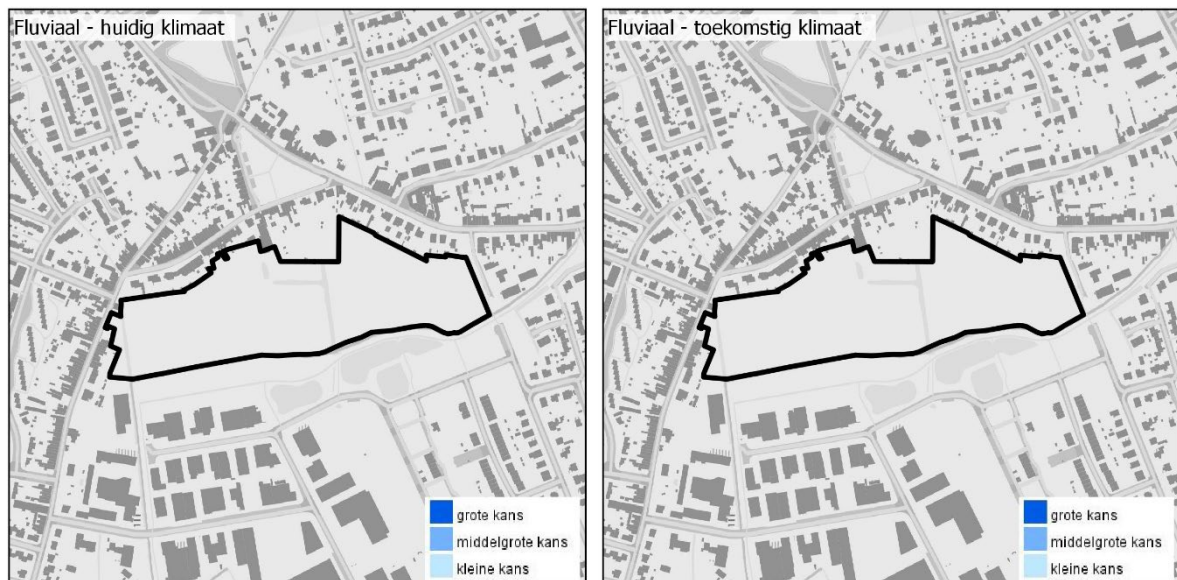 Fluviaal - huidig klimaat
grote kans
middelgrote kans
kleine kans
Fluviaal - toekomstig klimaat
grote kans
middelgrote kans
kleine kans